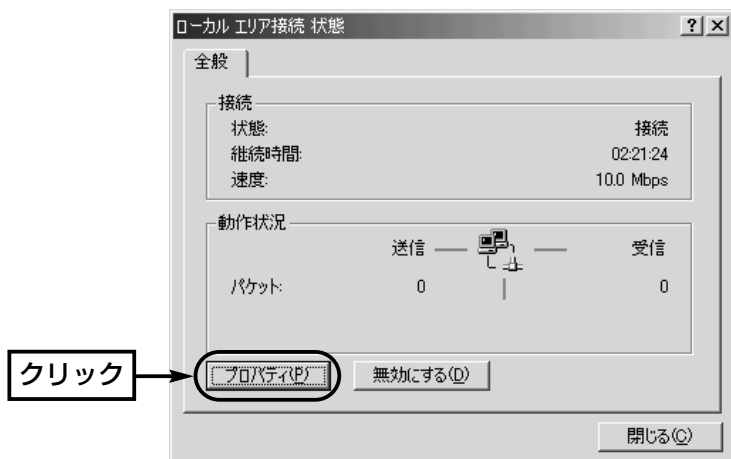 ローカル エリア接続 状態
全般
接続
状態: 接続
継続時間: 02:21:24
速度: 10.0 Mbps
動作状況
送信 受信
パケット: 0 0
クリック
プロパティ(P) 無効にする(D)
閉じる(C)